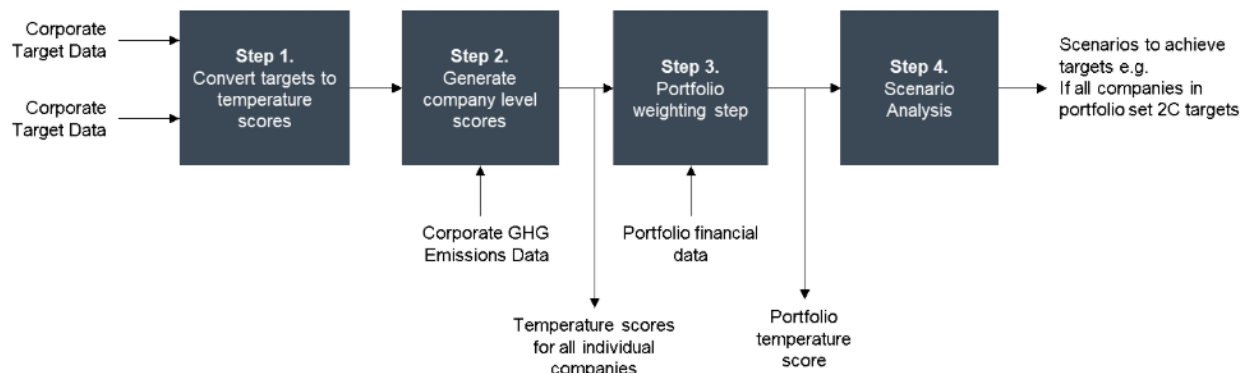 Corporate
Target Data
Corporate
Target Data
Step 1.
Convert targets to
temperature
scores
Step 2.
Generate
company level
scores
Step 3.
Portfolio
weighting step
Step 4.
Scenario
Analysis
Scenarios to achieve
targets e.g.
If all companies in
portfolio set 2C targets
Corporate GHG
Emissions Data
Portfolio financial
data
Temperature scores
for all individual
companies
Portfolio
temperature
score